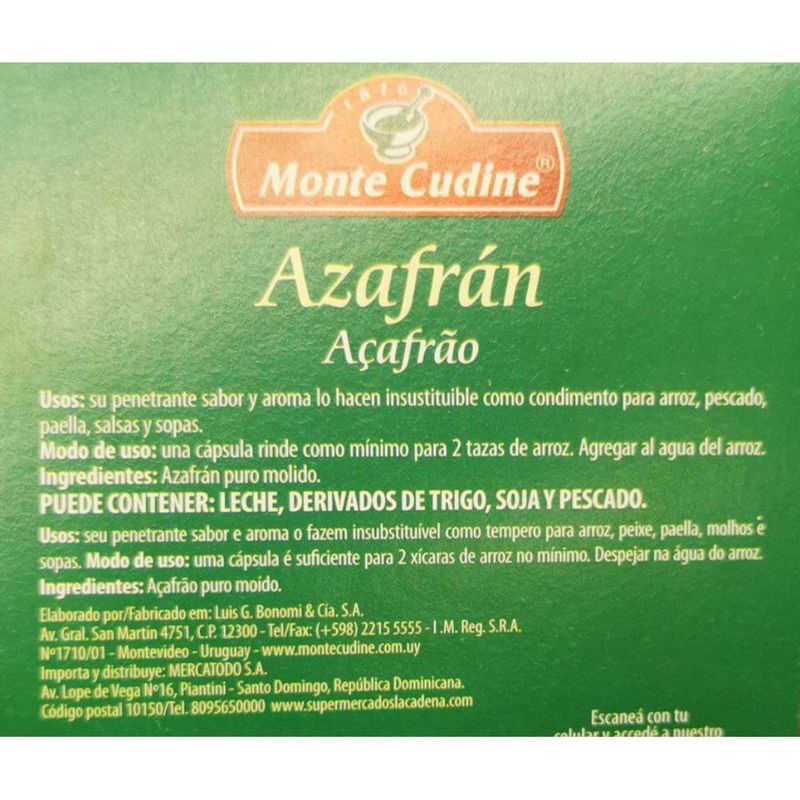 1876
Monte Cudine®
Azafrán
Açafrão
Usos: su penetrante sabor y aroma lo hacen insustituible como condimento para arroz, pescado,
paella, salsas y sopas.
Modo de uso: una cápsula rinde como mínimo para 2 tazas de arroz. Agregar al agua del arroz.
Ingredientes: Azafrán puro molido.
PUEDE CONTENER: LECHE, DERIVADOS DE TRIGO, SOJA Y PESCADO.
Usos: seu penetrante sabor e aroma o fazem insubstituível como tempero para arroz, peixe, paella, molhos e
sopas. Modo de uso: uma cápsula é suficiente para 2 xícaras de arroz no mínimo. Despejar na água do arroz.
Ingredientes: Açafrão puro moído.
Elaborado por/Fabricado em: Luis G. Bonomi & Cía. S.A.
Av. Gral. San Martín 4751, C.P. 12300 - Tel/Fax: (+598) 2215 5555 - I .M. Reg. S.R.A.
Nº1710/01 - Montevideo - Uruguay - www.montecudine.com.uy
Importa y distribuye: MERCATODO S.A.
Av. Lope de Vega Nº16, Piantini - Santo Domingo, República Dominicana.
Código postal 10150/Tel. 8095650000 www.supermercadoslacadena.com
Escaneá con tu
celular y accedé a nuestro